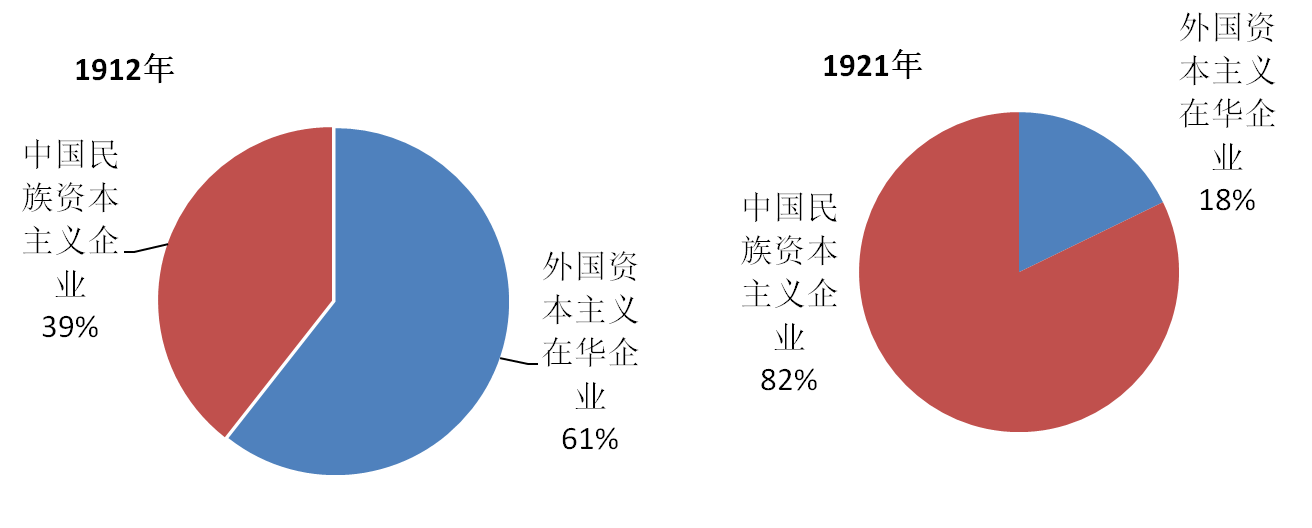 1912年
中国民
族资本
主义企
业
39%
外国资
本主义
在华企
业
61%
1921年
外国资
本主义
在华企
业
18%
中国民
族资本
主义企
业
82%